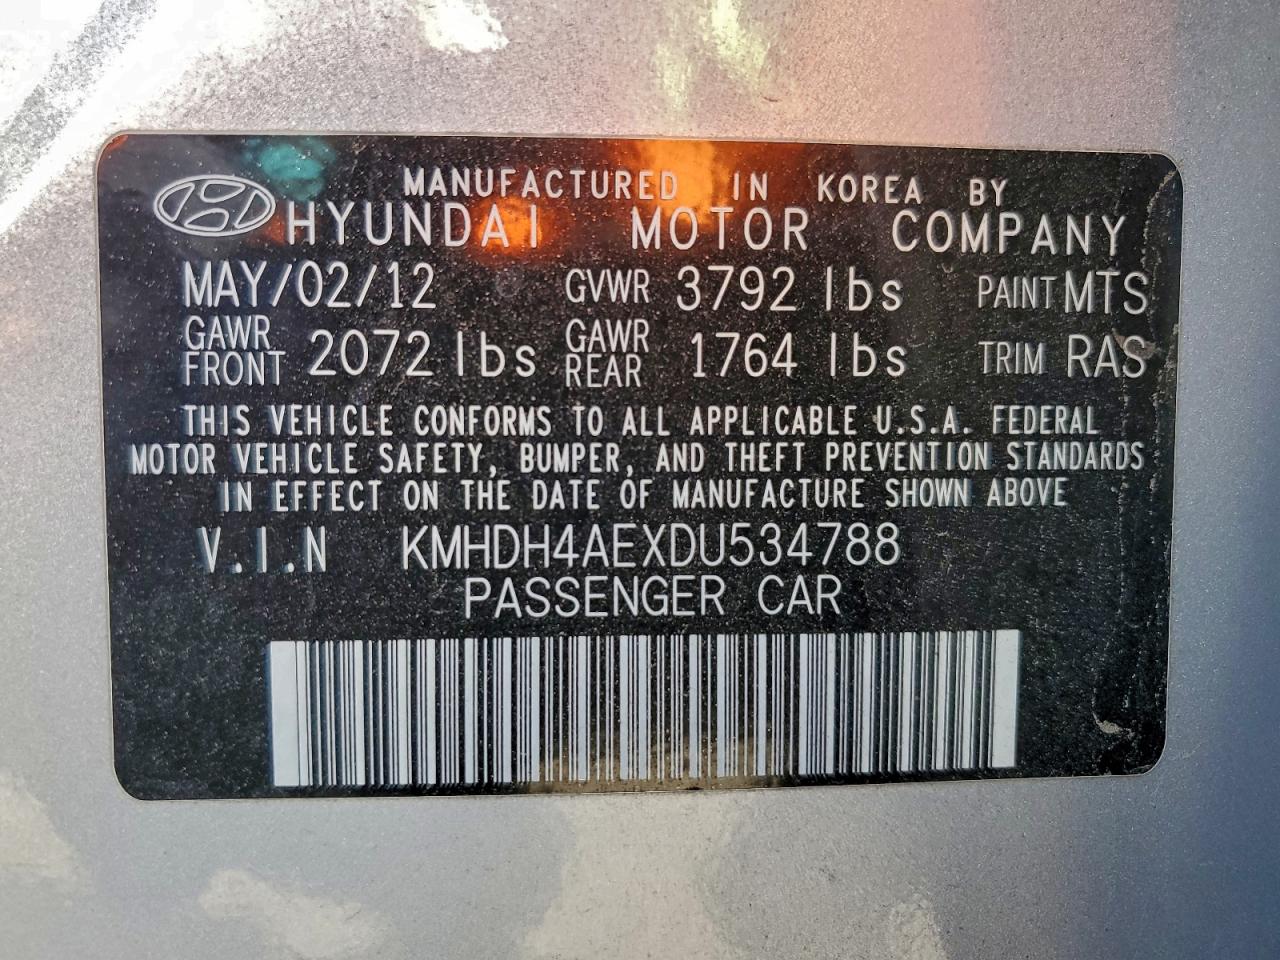 MANUFACTURED IN KOREA BY
HYUNDAI MOTOR COMPANY
MAY/02/12 GVWR 3792 lbs PAINT MTS
GAWR FRONT 2072 lbs GAWR REAR 1764 lbs TRIM RAS
THIS VEHICLE CONFORMS TO ALL APPLICABLE U.S.A. FEDERAL
MOTOR VEHICLE SAFETY, BUMPER, AND THEFT PREVENTION STANDARDS
IN EFFECT ON THE DATE OF MANUFACTURE SHOWN ABOVE
V.I.N KMHDH4AEXDU534788
PASSENGER CAR